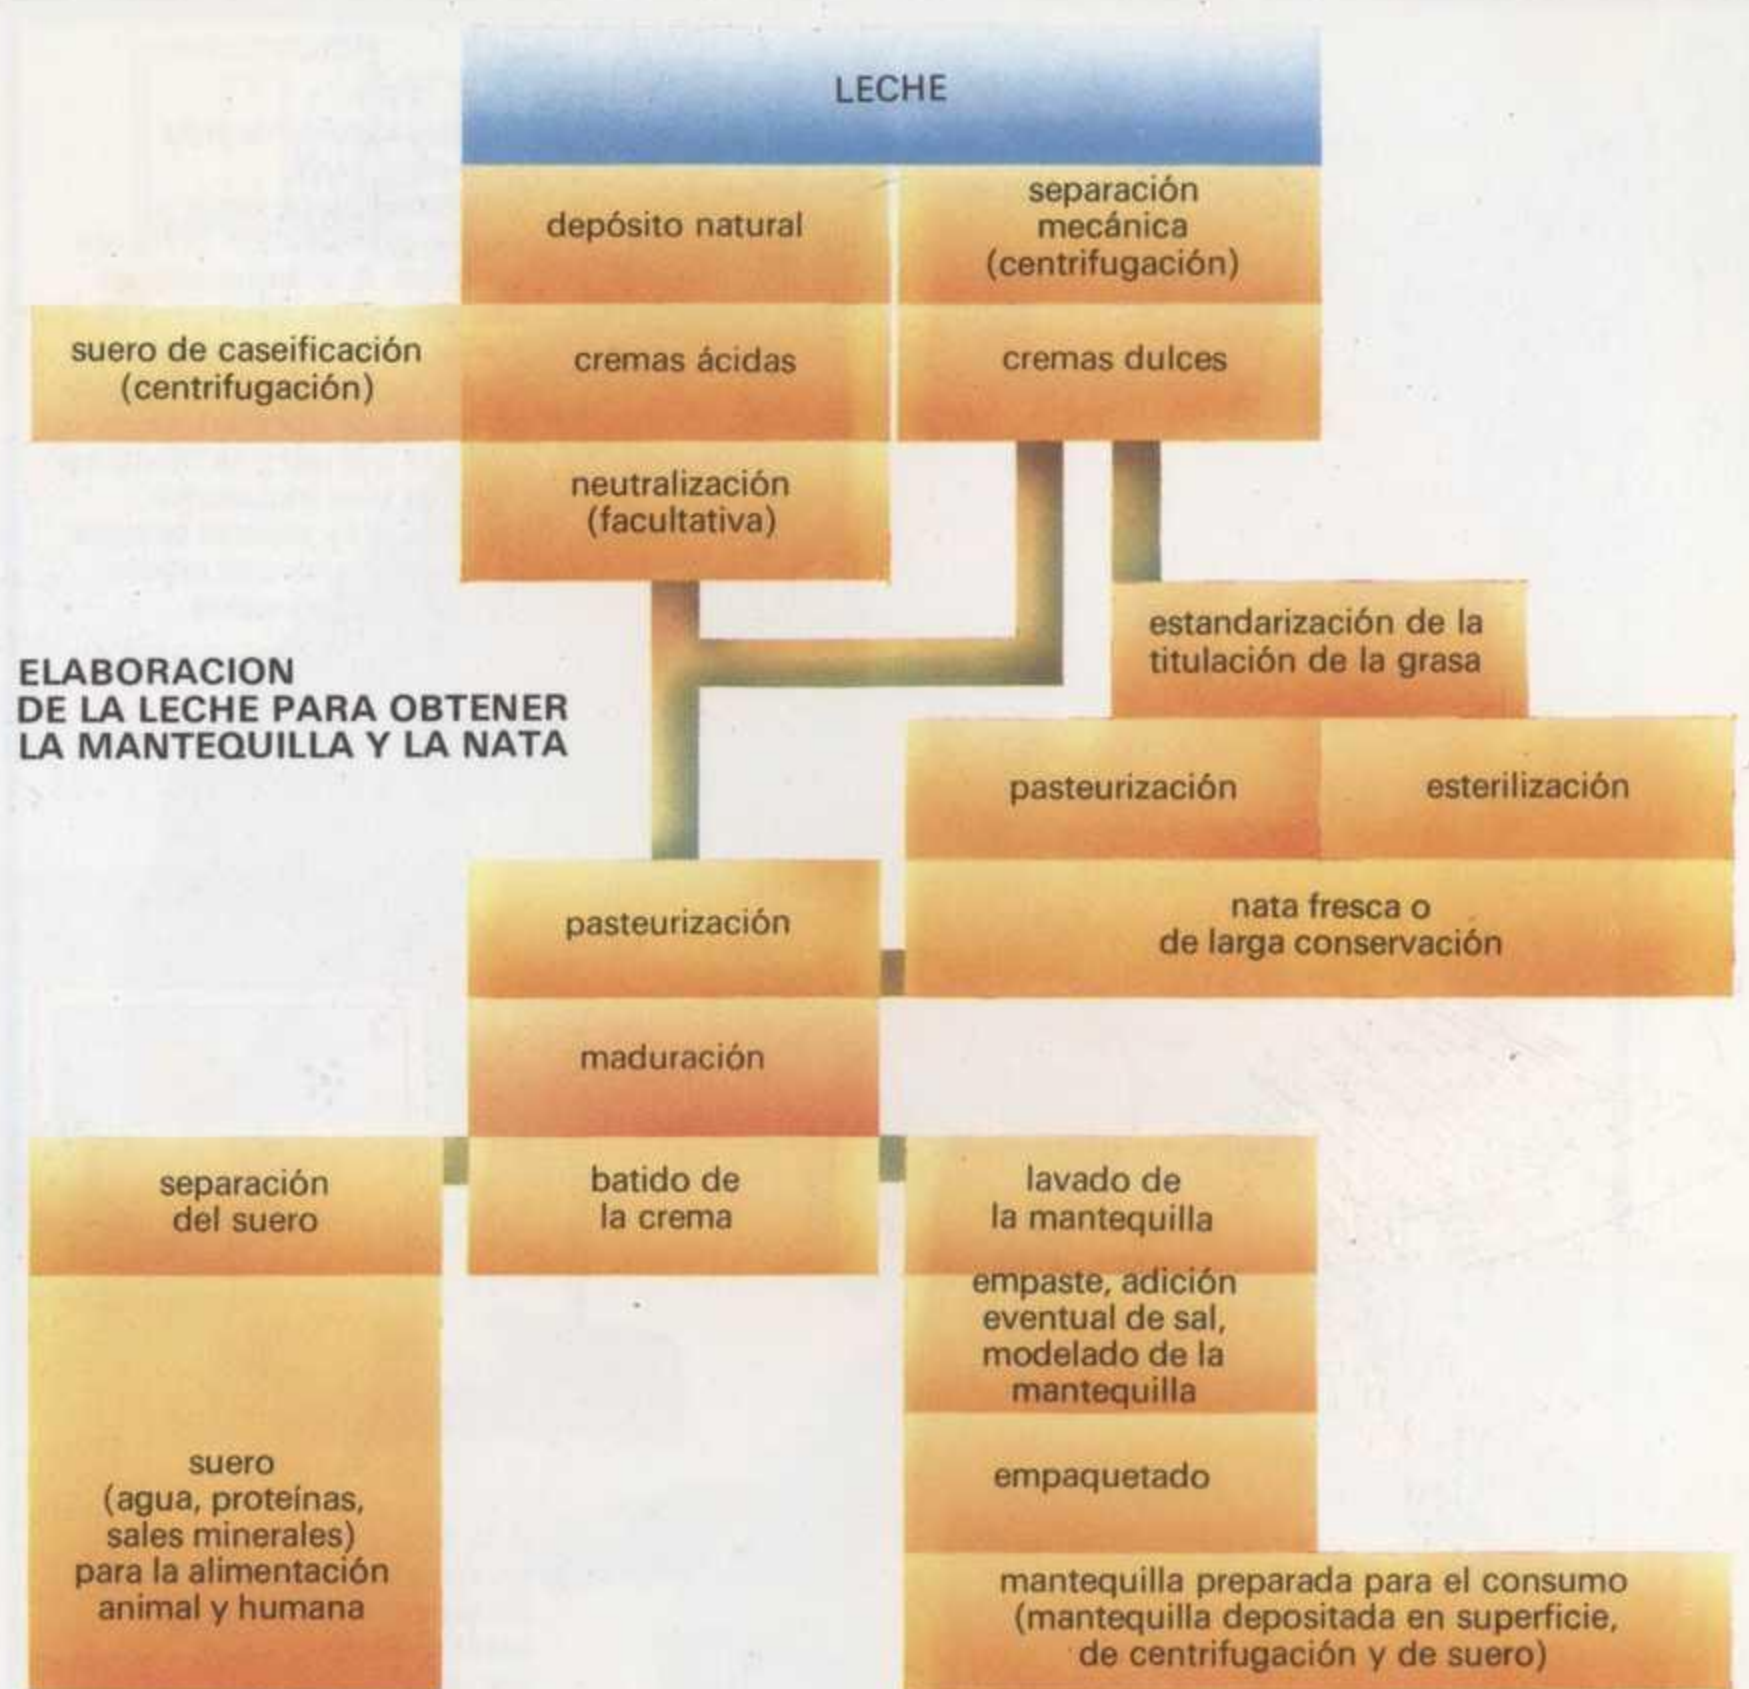 LECHE
depósito natural
separación
mecánica
(centrifugación)
suero de caseificación
(centrifugación)
cremas ácidas
cremas dulces
neutralización
(facultativa)
estandarización de la
titulación de la grasa
ELABORACION
DE LA LECHE PARA OBTENER
LA MANTEQUILLA Y LA NATA
pasteurización
esterilización
nata fresca o
de larga conservación
pasteurización
maduración
separación
del suero
batido de
la crema
lavado de
la mantequilla
empaste, adición
eventual de sal,
modelado de la
mantequilla
suero
(agua, proteínas,
sales minerales)
para la alimentación
animal y humana
empaquetado
mantequilla preparada para el consumo
(mantequilla depositada en superficie,
de centrifugación y de suero)